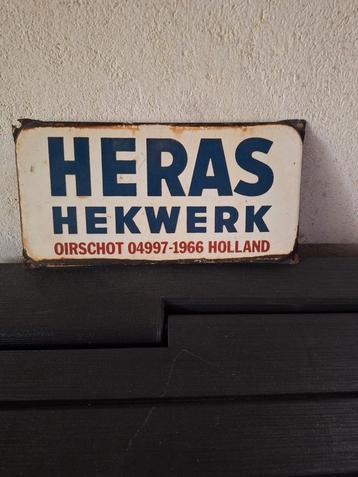 HERAS
HEKWERK
OIRSCHOT 04997-1966 HOLLAND